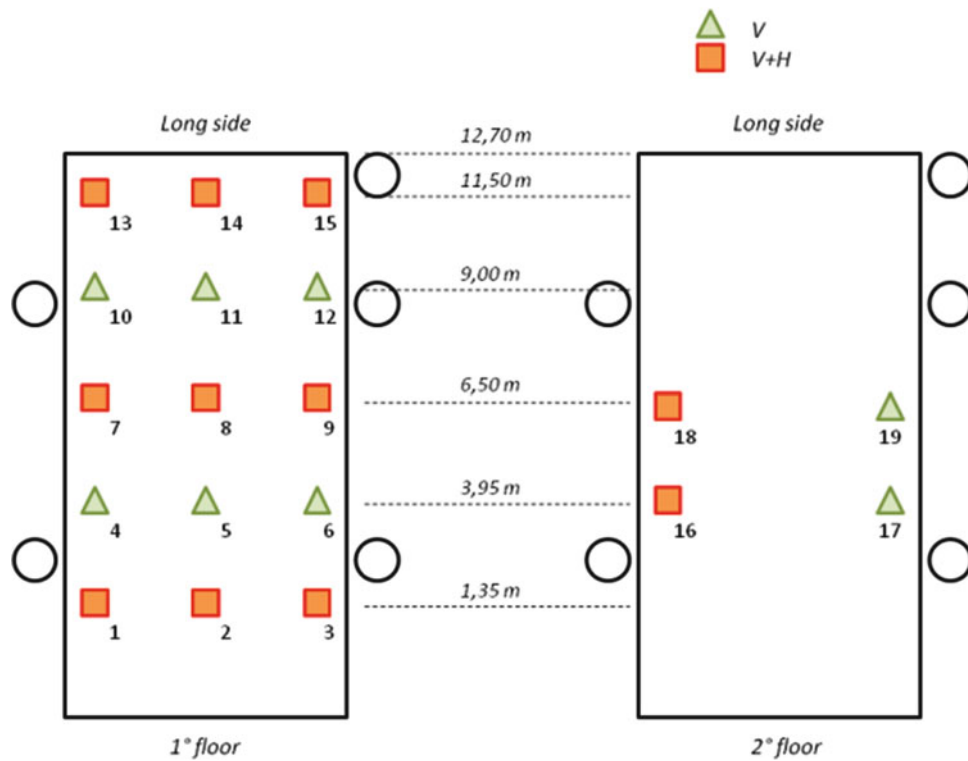 V
V+H
Long side
Long side
12,70 m
11,50 m
13 14 15
9,00 m
10 11 12
6,50 m
7 8 9
18 19
3,95 m
4 5 6
16 17
1,35 m
1 2 3
1° floor
2° floor